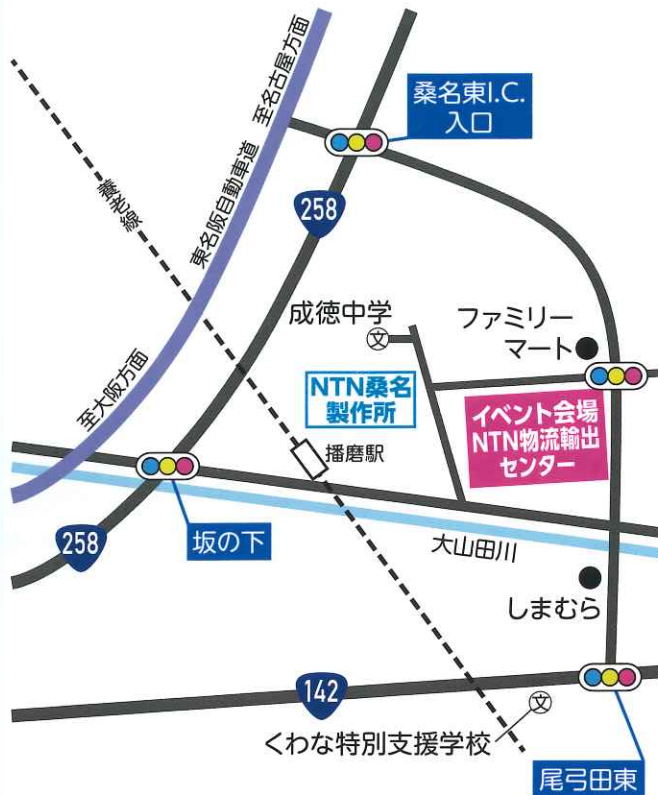 至名古屋方面
桑名東I.C.
入口
養老線
東名阪自動車道
258
成徳中学
文
ファミリー
マート
至大阪方面
NTN桑名
製作所
イベント会場
NTN物流輸出
センター
播磨駅
258
坂の下
大山田川
しまむら
142
文
くわな特別支援学校
尾弓田東